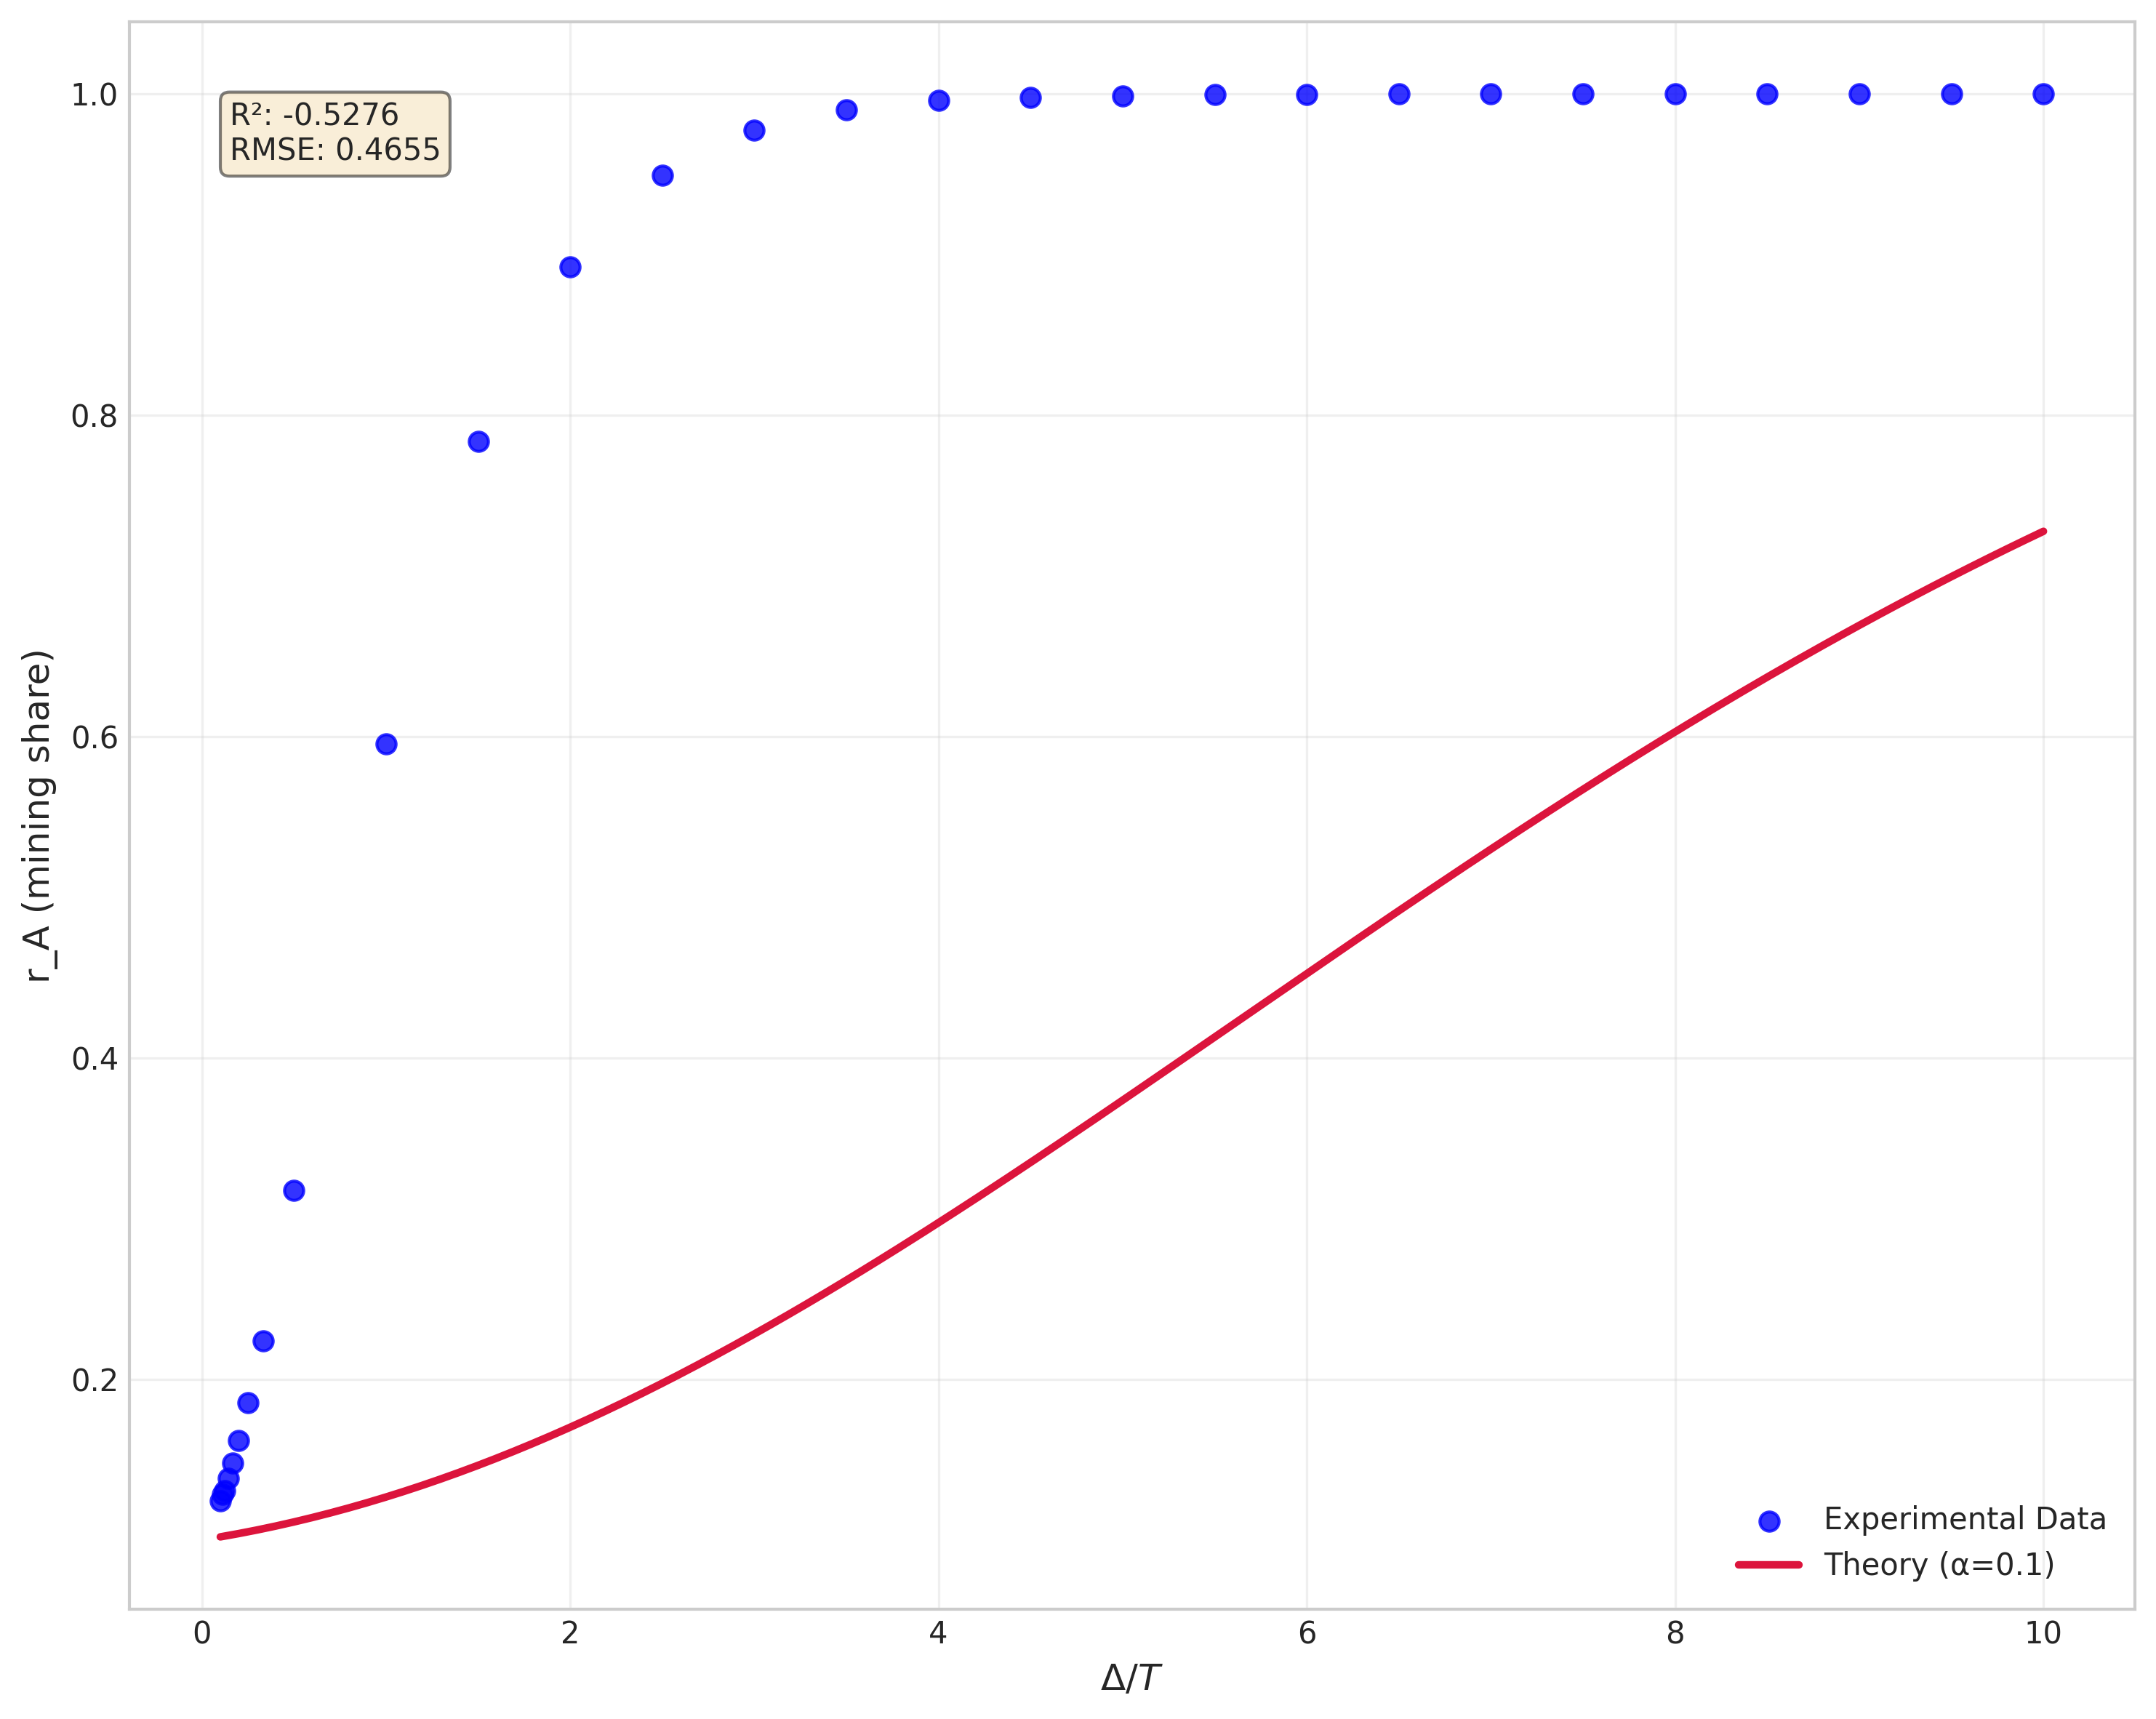 R²: -0.5276
RMSE: 0.4655
r_A (mining share)
1.0
0.8
0.6
0.4
0.2
0
2
4
6
8
10
Δ/T
Experimental Data
Theory (α=0.1)